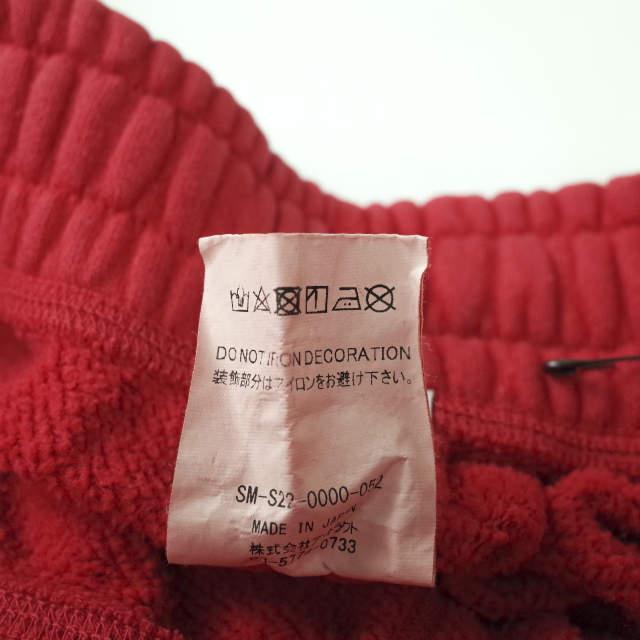 DO NOT IRON DECORATION
装飾部分はアイロンをお避け下さい。
SM-S22-0000-052
MADE IN JAPAN
株式会社
0733